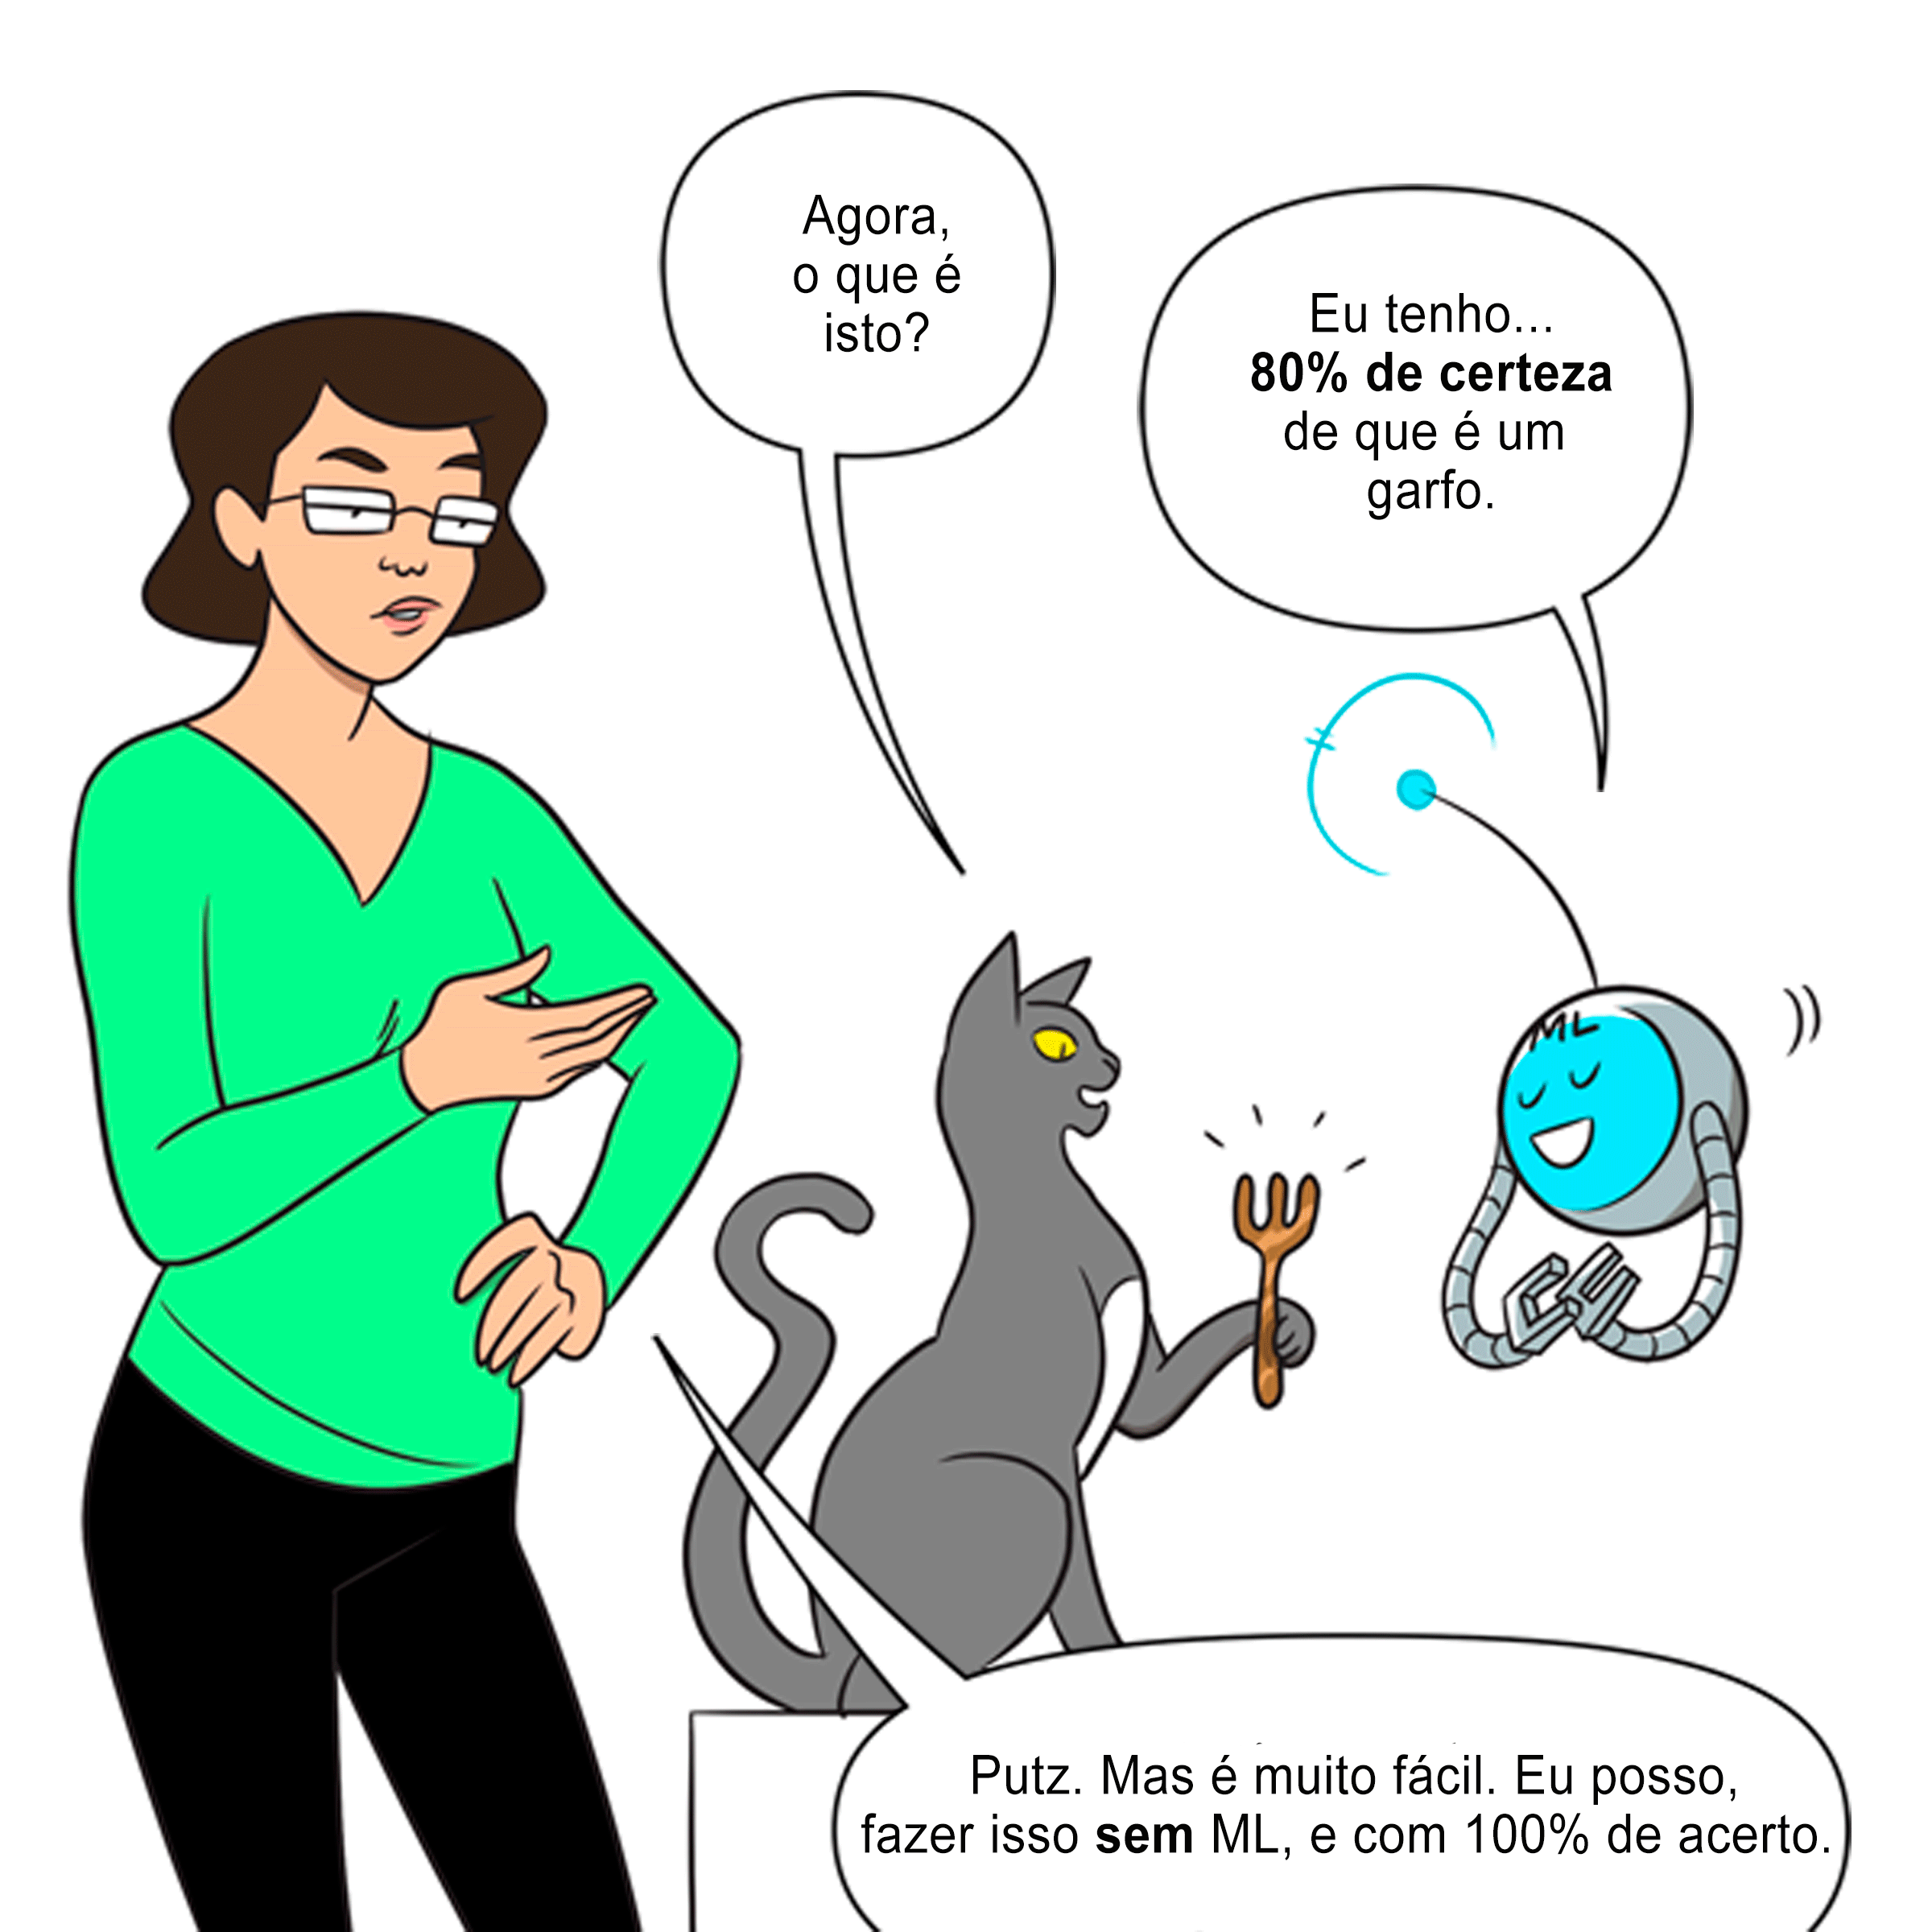 Agora,
o que é
isto?
Eu tenho...
80% de certeza
de que é um
garfo.
ML
Putz. Mas é muito fácil. Eu posso,
fazer isso sem ML, e com 100% de acerto.